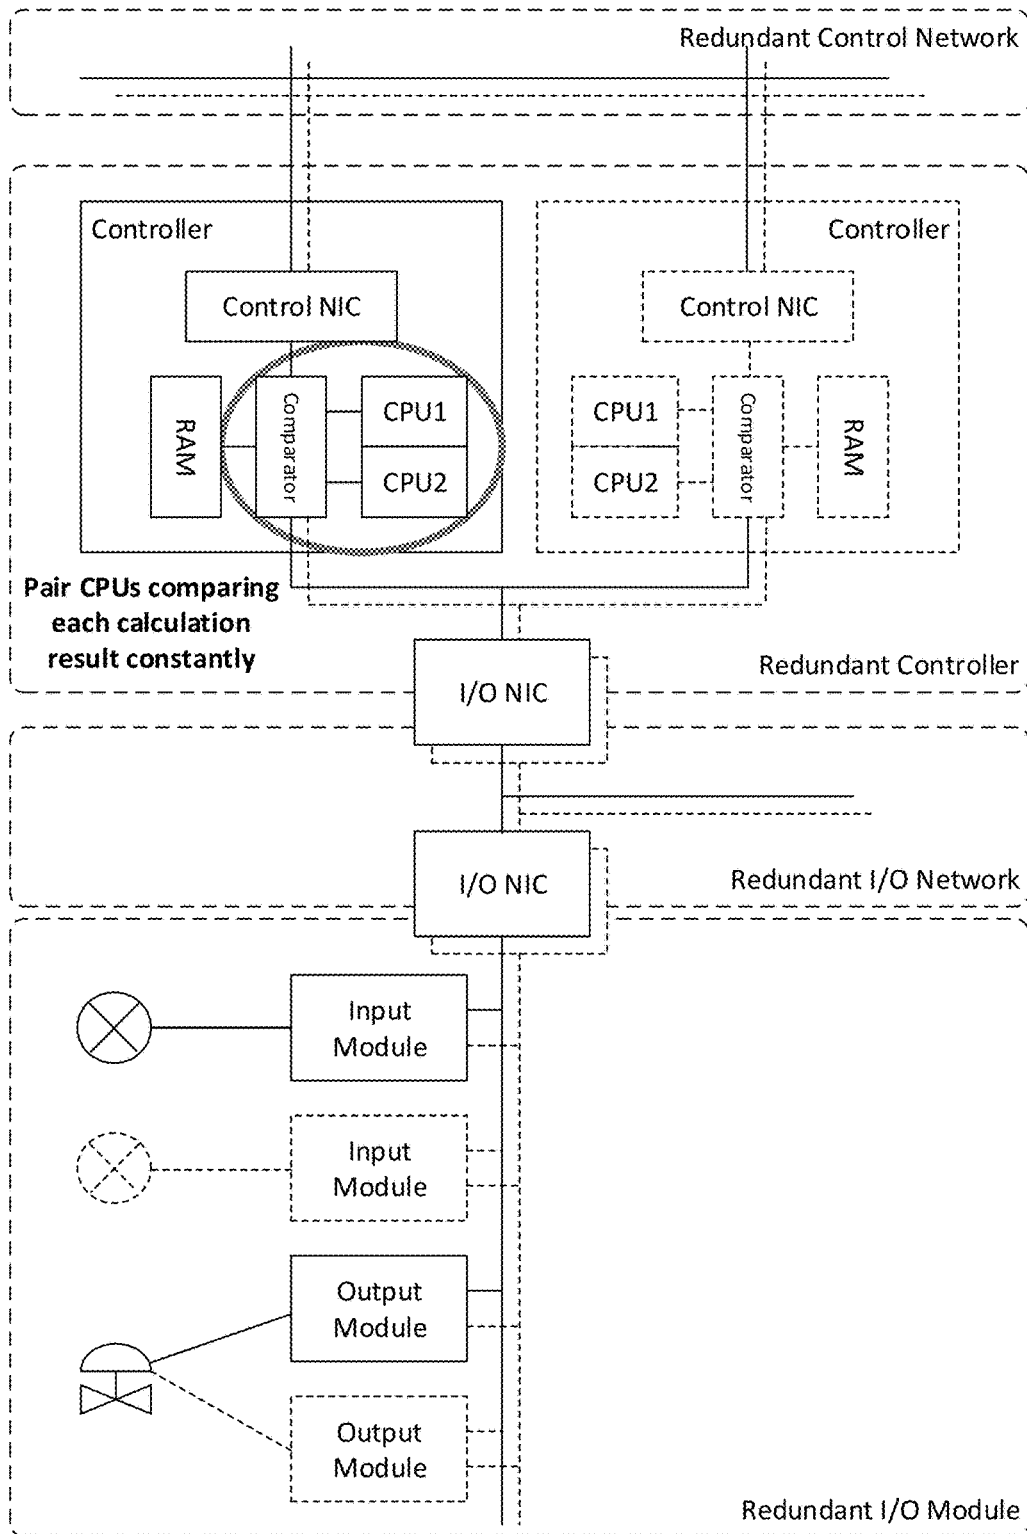 Redundant Control Network
Controller
Controller
Control NIC
Control NIC
RAM
Comparator
CPU1
CPU2
CPU1
CPU2
Comparator
RAM
Pair CPUs comparing
each calculation
result constantly
Redundant Controller
I/O NIC
I/O NIC
Redundant I/O Network
Input
Module
Input
Module
Output
Module
Output
Module
Redundant I/O Module